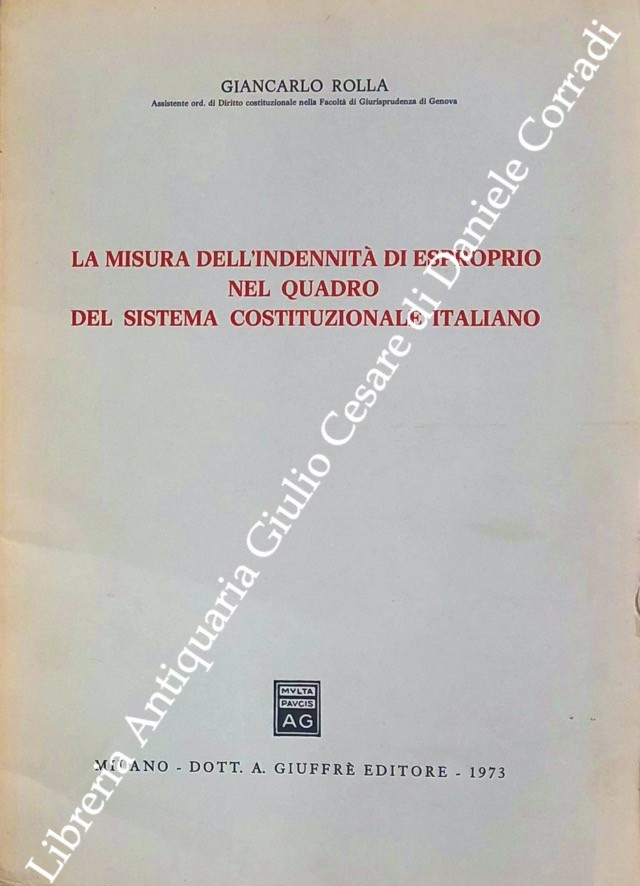 GIANCARLO ROLLA
Assistente ord. di Diritto costituzionale nella Facoltà di Giurisprudenza di Genova
LA MISURA DELL'INDENNITÀ DI ESPROPRIO
NEL QUADRO
DEL SISTEMA COSTITUZIONALE ITALIANO
MVLTA
PAVCIS
AG
MILANO - DOTT. A. GIUFFRÈ EDITORE - 1973
Libreria Antiquaria Giulio Cesare di Daniele Corradi